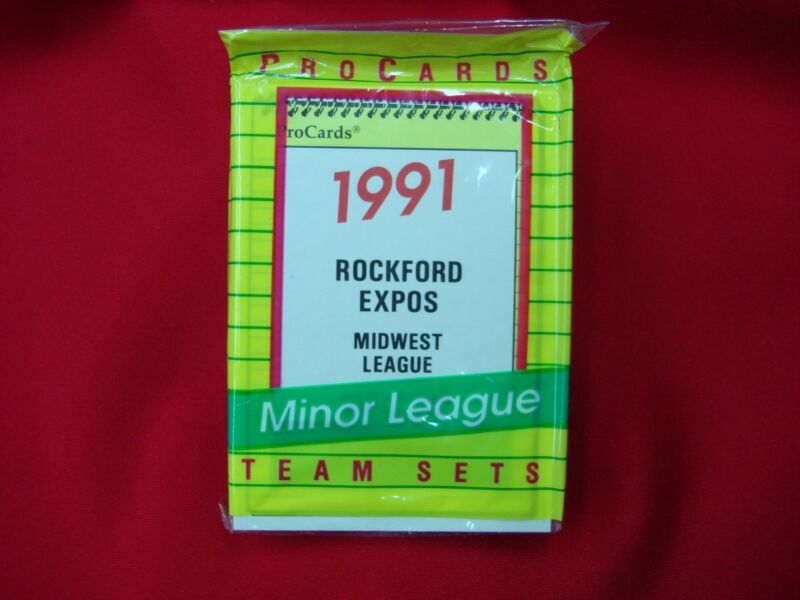 PROCARDS
ProCards®
1991
ROCKFORD
EXPOS
MIDWEST
LEAGUE
Minor League
TEAM SETS